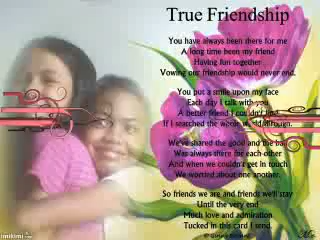 True Friendship
You have always been there for me
A long time been my friend
Having fun together
Vowing our friendship would never end.
You put a smile upon my face
Each day I talk with you
A better friend I couldn't find
If I searched the whole world through.
We've shared the good and the bad
Was always there for each other
And when we couldn't get in touch
We worried about one another.
So friends we are and friends we'll stay
Until the very end
Much love and admiration
Tucked in this card I send.
imikimi